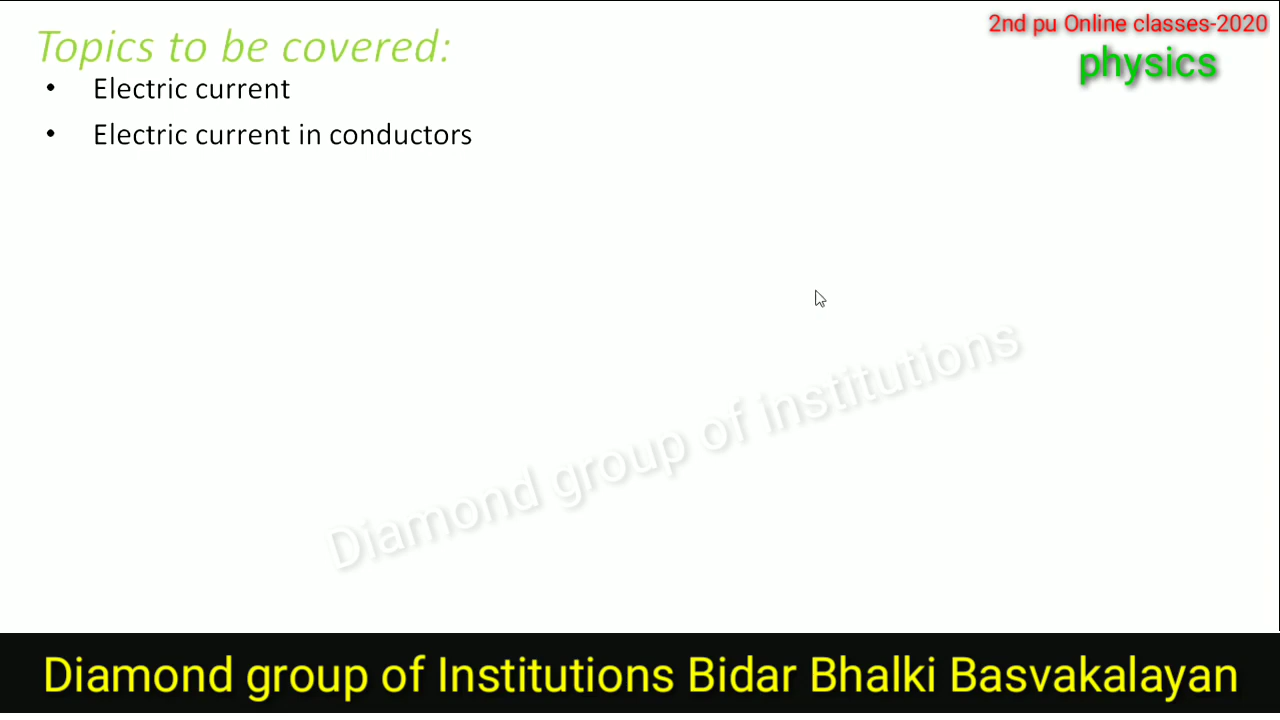 Topics to be covered:
2nd pu Online classes-2020
physics
• Electric current
• Electric current in conductors
Diamond group of institutions
Diamond group of Institutions Bidar Bhalki Basvakalayan